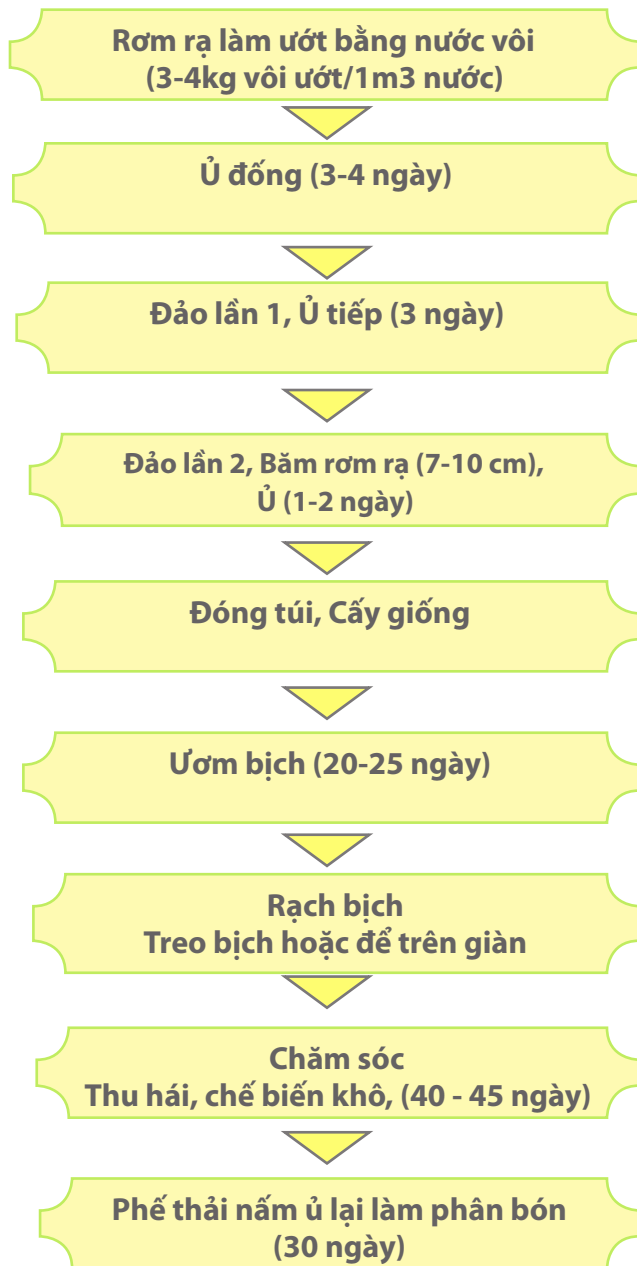 Rơm rạ làm ướt bằng nước vôi
(3-4kg vôi ướt/1m3 nước)
Ủ đống (3-4 ngày)
Đảo lần 1, Ủ tiếp (3 ngày)
Đảo lần 2, Băm rơm rạ (7-10 cm),
Ủ (1-2 ngày)
Đóng túi, Cấy giống
Ươm bịch (20-25 ngày)
Rạch bịch
Treo bịch hoặc để trên giàn
Chăm sóc
Thu hái, chế biến khô, (40 - 45 ngày)
Phế thải nấm ủ lại làm phân bón
(30 ngày)